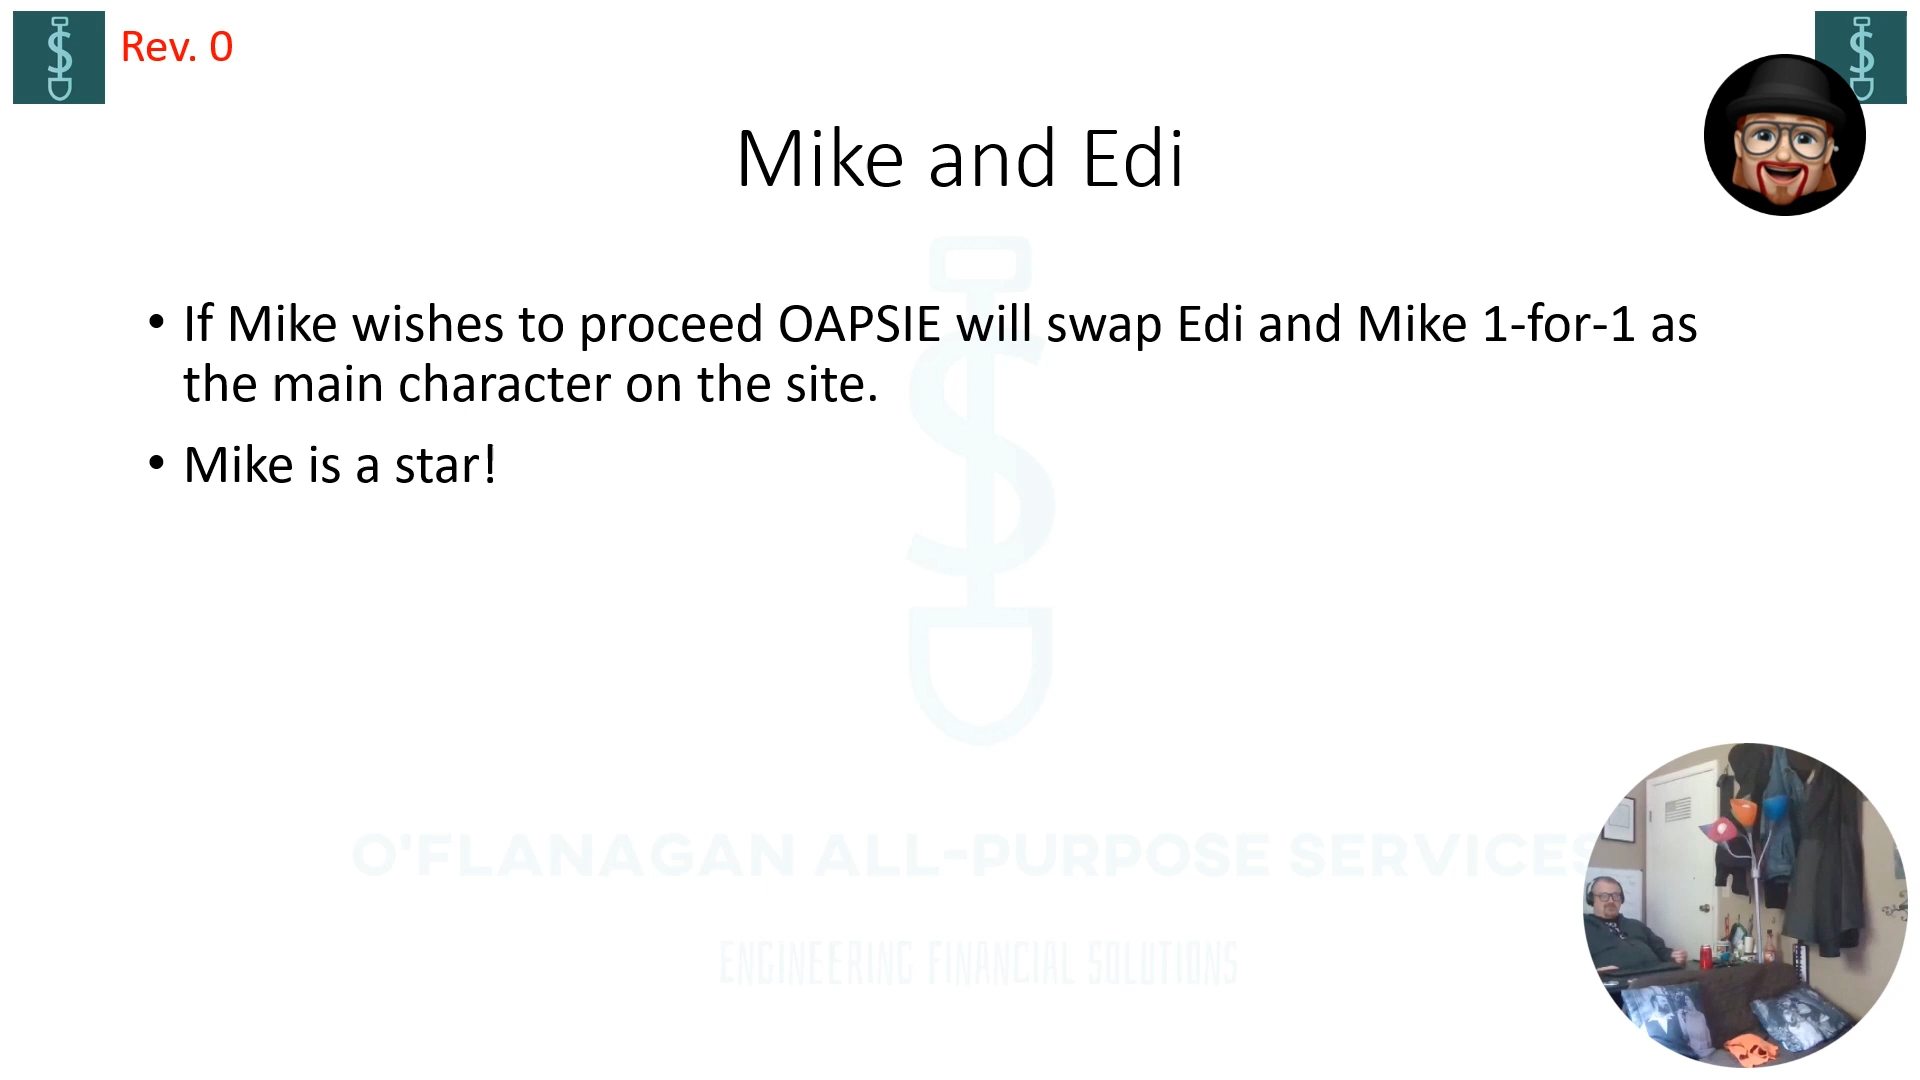 Rev. 0
Mike and Edi
• If Mike wishes to proceed OAPSIE will swap Edi and Mike 1-for-1 as
the main character on the site.
• Mike is a star!
O'FLANAGAN ALL-PURPOSE SERVICES
ENGINEERING FINANCIAL SOLUTIONS